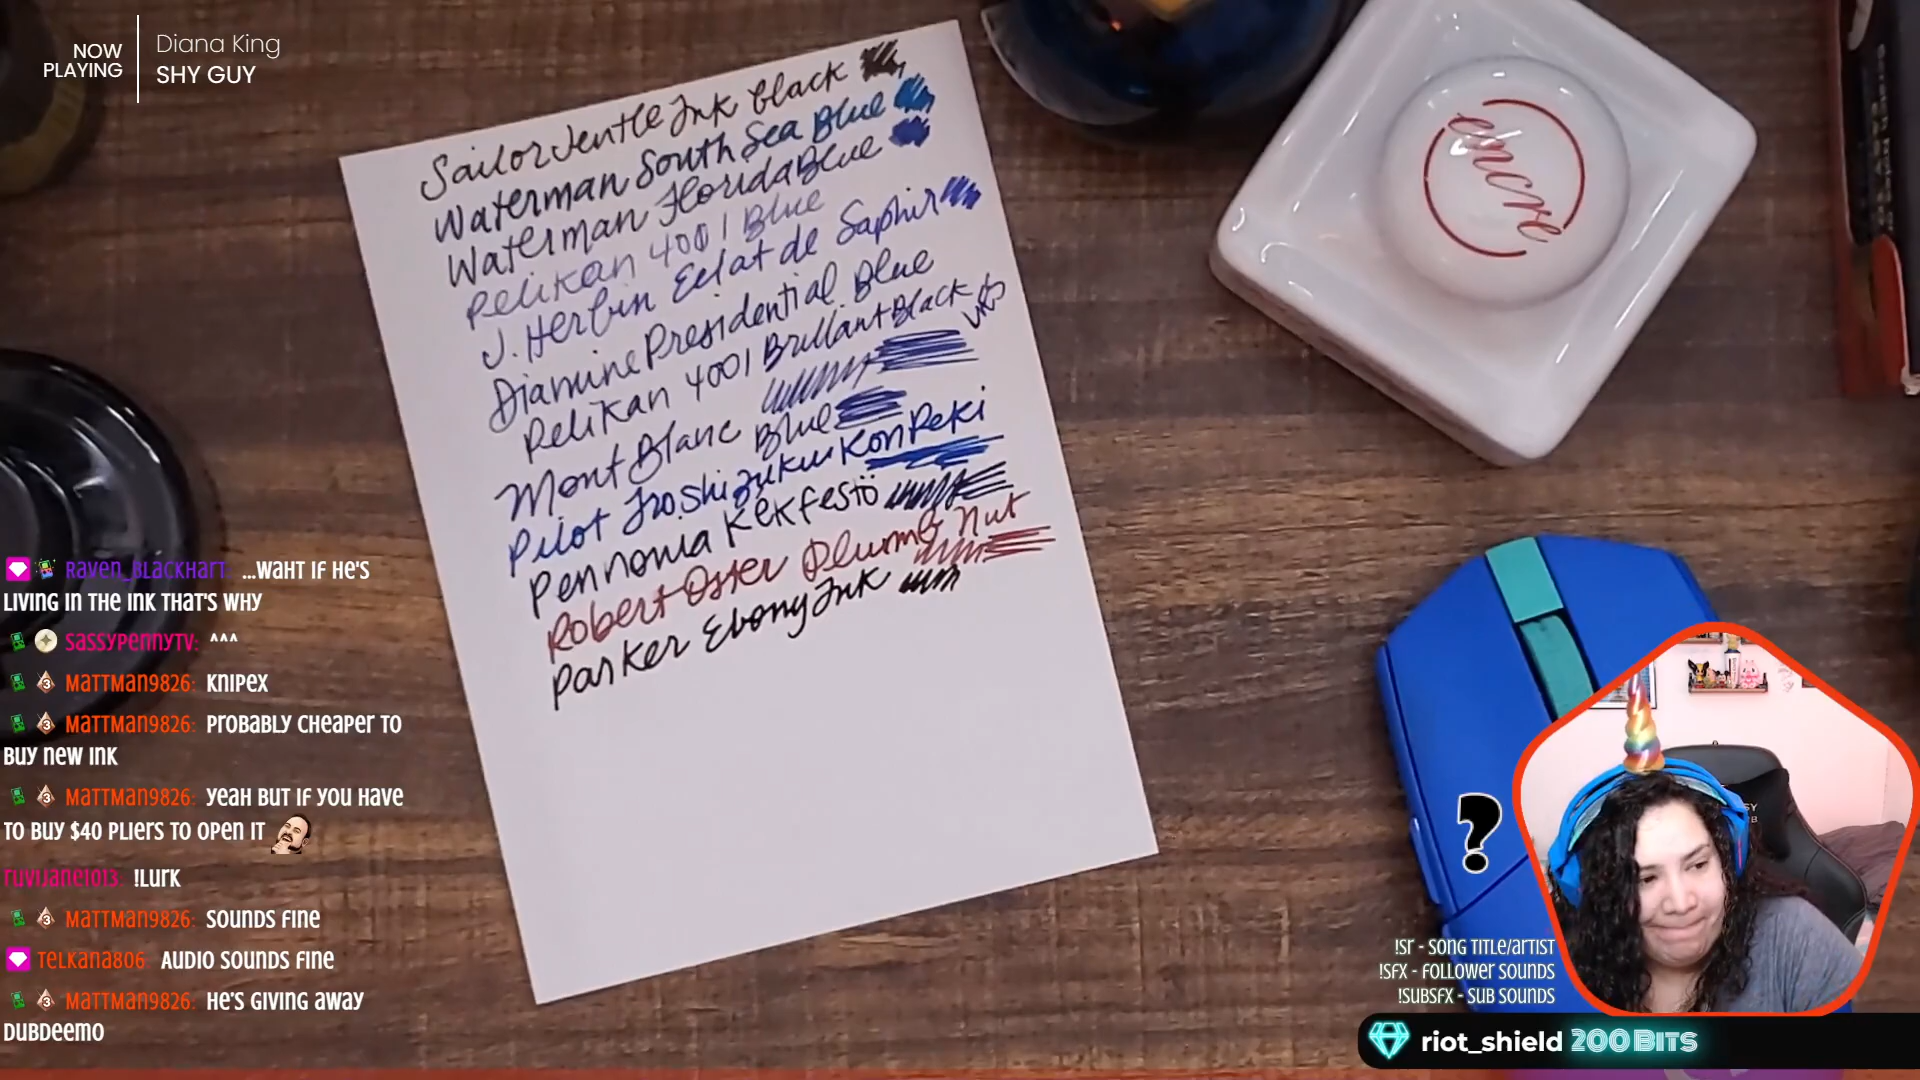 NOW PLAYING
Diana King
SHY GUY
Sailor Jentle Ink Black
Waterman South Sea Blue
Waterman Florida Blue
Pelikan 4001 Blue
J. Herbin Eclat de Saphir
Diamine Presidential Blue
Pelikan 4001 Brillant Black
Mont Blanc Blue
Pilot Iroshizuku Kon Peki
Pennonia Kékfestö
Robert Oster Plumb Nut
Parker Ebony Ink
encre
Raven_Blackhart: ...waht if he's
living in the ink that's why
SassyPennyTV: ^^^
Mattman9826: Knipex
Mattman9826: Probably cheaper to
buy new ink
Mattman9826: yeah but if you have
to buy $40 pliers to open it
ruvijane1013: !lurk
Mattman9826: sounds fine
Telkana806 audio sounds fine
Mattman9826: he's giving away
dubdeemo
?
!sr - song title/artist
!sfx - follower sounds
!subsfx - sub sounds
riot_shield 200 Bits